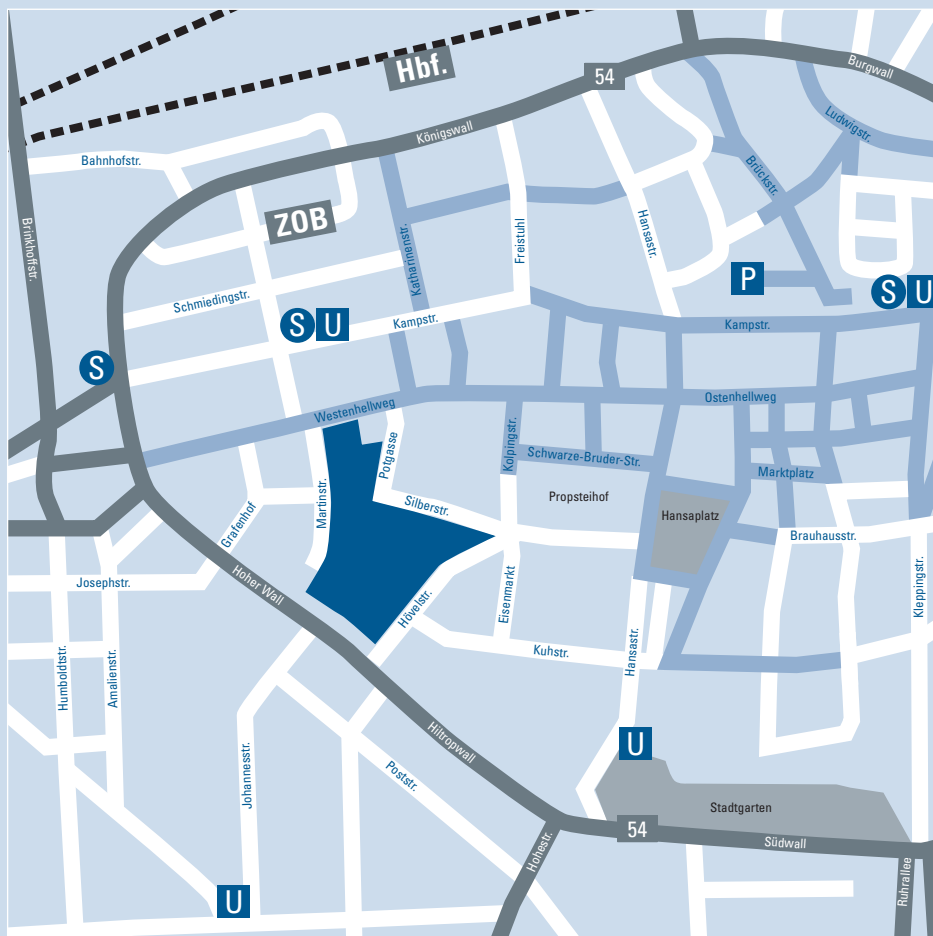 Hbf.
54
Burgwall
Königswall
Ludwigstr.
Bahnhofstr.
Brückstr.
ZOB
Brinkhoffstr.
Katharinenstr.
Freistuhl
Hansastr.
P
S U
Schmiedingstr.
S U
Kampstr.
Kampstr.
S
Westenhellweg
Ostenhellweg
Potgasse
Kolpingstr.
Schwarze-Bruder-Str.
Marktplatz
Martinstr.
Silberstr.
Propsteihof
Hansaplatz
Grafenhof
Brauhausstr.
Josephstr.
Hoher Wall
Hövelstr.
Eisenmarkt
Kleppingstr.
Humboldtstr.
Amalienstr.
Kuhstr.
Hansastr.
Hiltropwall
U
Johannesstr.
Poststr.
Stadtgarten
54
Südwall
Hohestr.
Ruhrallee
U